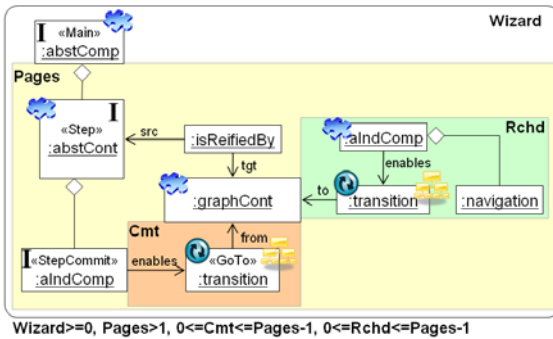 Wizard
I «Main»
:abstComp
Pages
I
«Step»
:abstCont
src
:isReifiedBy
tgt
:aIndComp
Rchd
enables
to
:transition
:navigation
:graphCont
Cmt
from
I «StepCommit»
:aIndComp
enables
«GoTo»
:transition
Wizard>=0, Pages>1, 0<=Cmt<=Pages-1, 0<=Rchd<=Pages-1